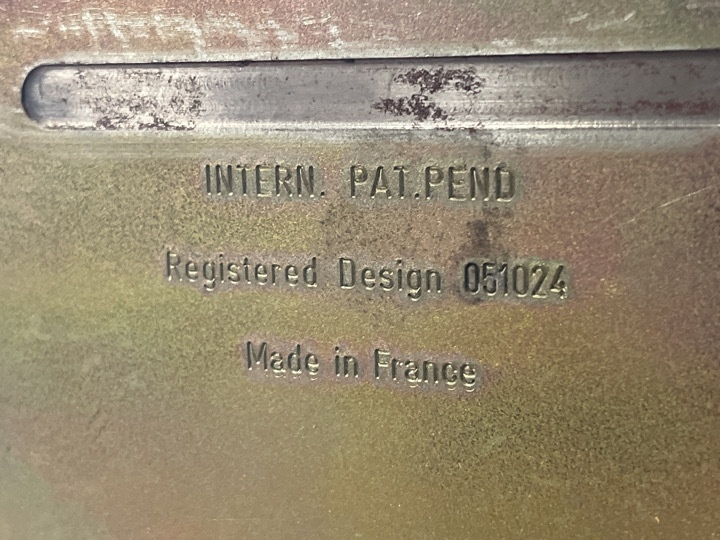 INTERN. PAT.PEND
Registered Design 051024
Made in France